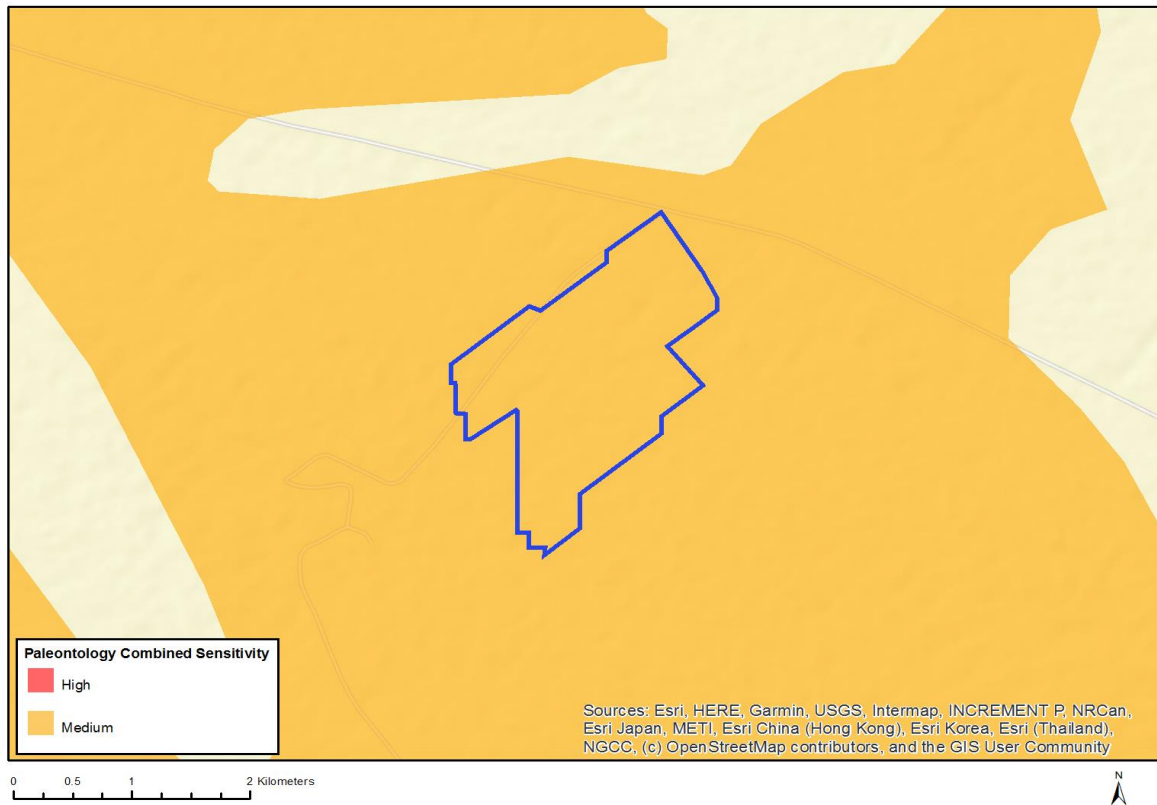 Paleontology Combined Sensitivity
High
Medium
Sources: Esri, HERE, Garmin, USGS, Intermap, INCREMENT P, NRCan,
Esri Japan, METI, Esri China (Hong Kong), Esri Korea, Esri (Thailand),
NGCC, (c) OpenStreetMap contributors, and the GIS User Community
0 0.5 1 2 Kilometers
N